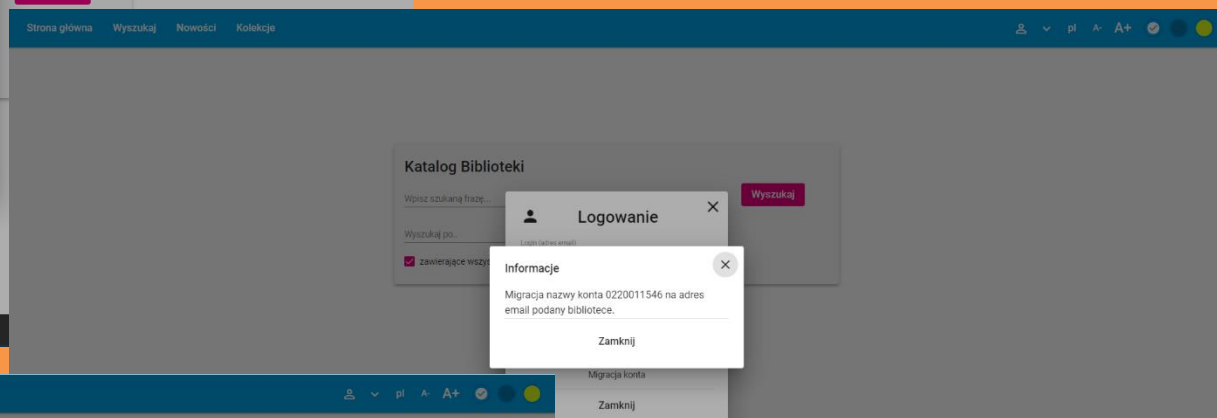 Strona główna Wyszukaj Nowości Kolekcje pl A- A+
Katalog Biblioteki
Wpisz szukaną frazę...
Wyszukaj
Logowanie
Wyszukaj po...
Login (adres email)
zawierające
Informacje
Migracja nazwy konta 0220011546 na adres
email podany bibliotece.
Zamknij
Migracja konta
pl A- A+
Zamknij